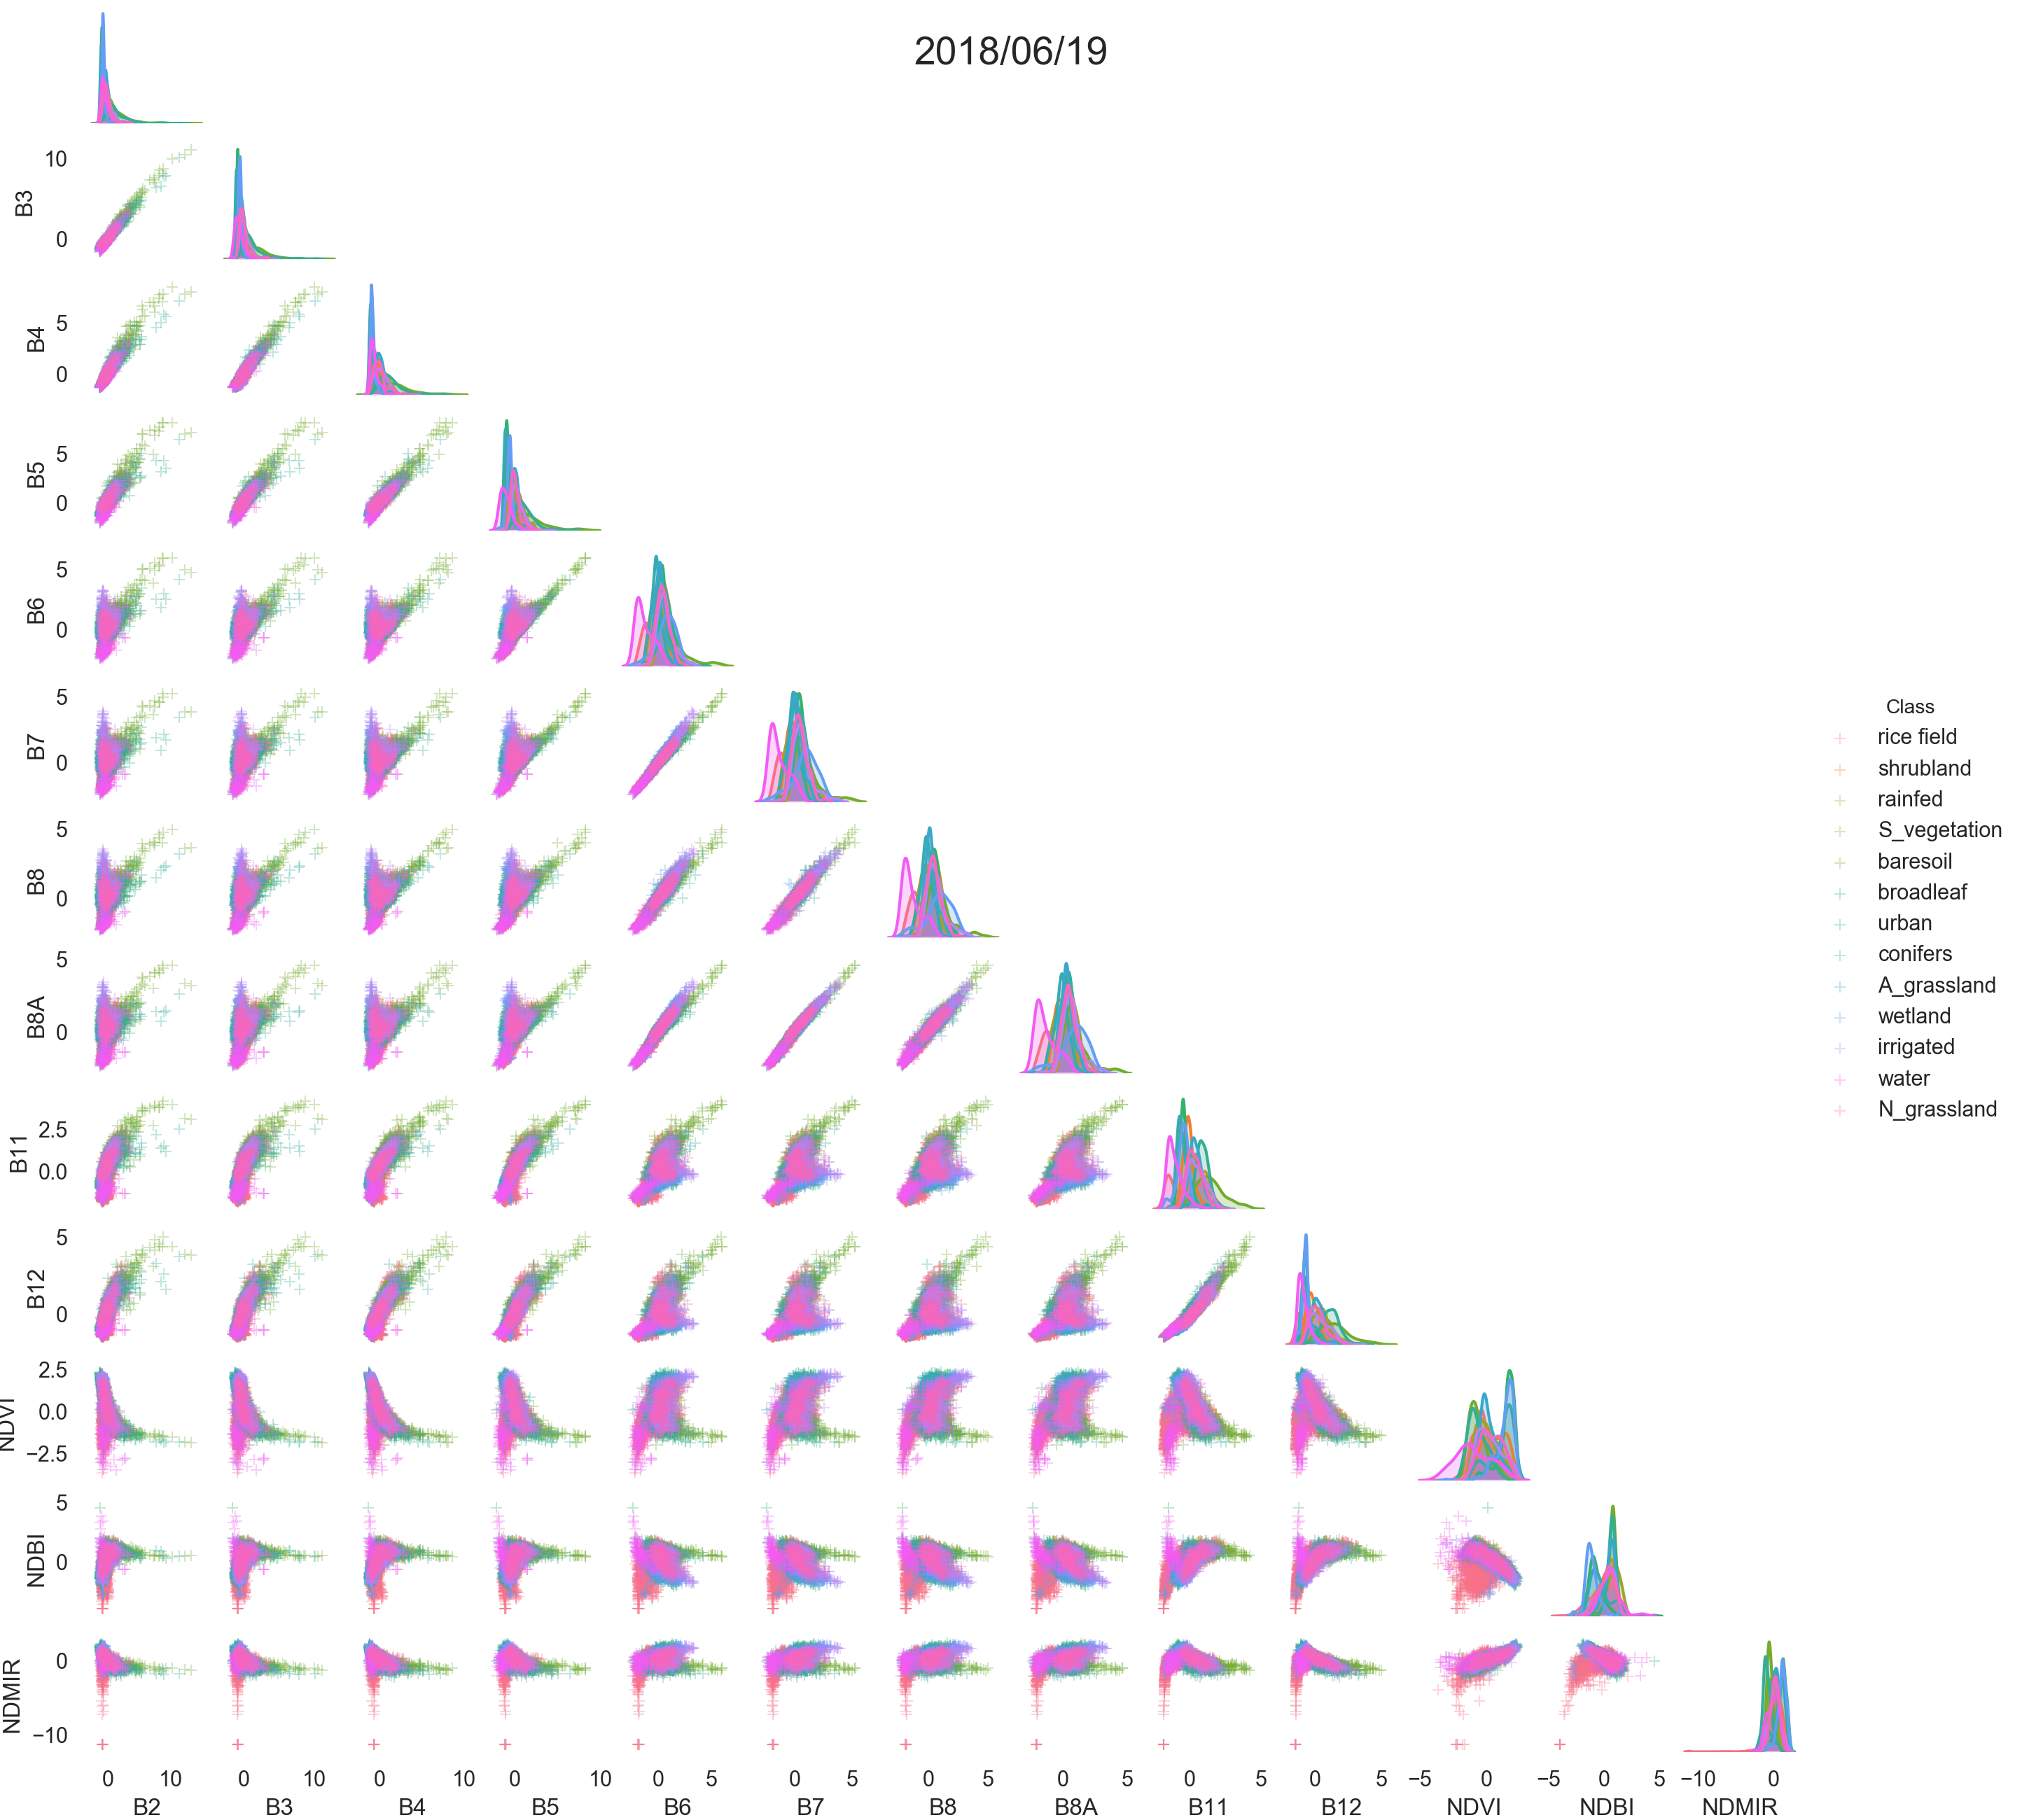 2018/06/19
10
0
B3
5
0
B4
5
0
B5
5
0
B6
5
0
B7
5
0
B8
5
0
B8A
2.5
0.0
B11
5
0
B12
2.5
0.0
−2.5
NDVI
5
0
NDBI
0
−10
NDMIR
0 10 0 10 0 10 0 10 0 5 0 5 0 5 0 5 0 5 0 5 −5 0 −5 0 5 −10 0
B2 B3 B4 B5 B6 B7 B8 B8A B11 B12 NDVI NDBI NDMIR
Class
rice field
shrubland
rainfed
S_vegetation
baresoil
broadleaf
urban
conifers
A_grassland
wetland
irrigated
water
N_grassland